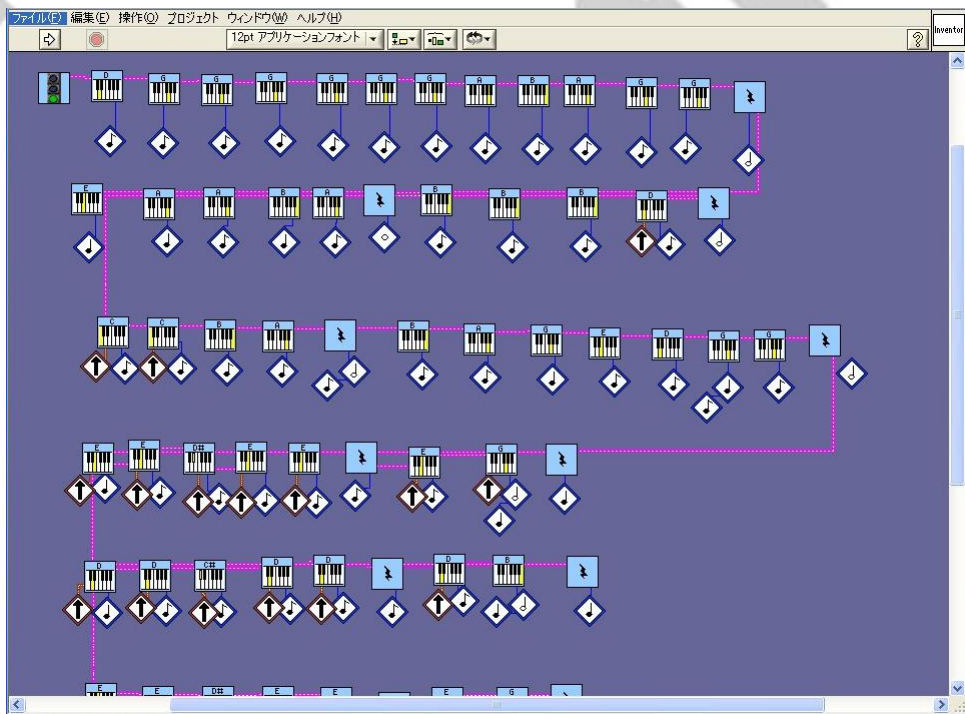 ファイル(F) 編集(E) 操作(O) プロジェクト ウィンドウ(W) ヘルプ(H)
12pt アプリケーションフォント
?
Inventor
D G G G G G G A B A G G
E A A B A B B B D
C C B A B A G E D G G
E E D# E E E G
D D C# D D D B
E E D# E E E G